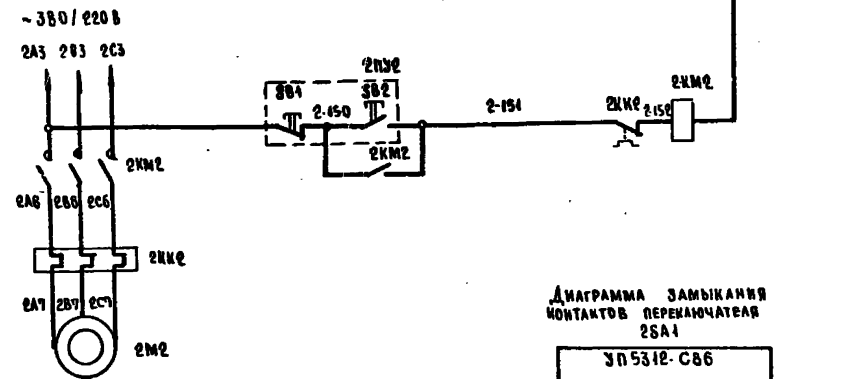 ~380/220В
2А3 2В3 2С3
2ПУ2
SB1 SB2
2-150
2-151
2КК2
2-152
2КМ2
2КМ2
2КМ2
2А6 2В6 2С6
2КК2
2А7 2В7 2С7
2М2
Диаграмма замыкания
контактов переключателя
2SA1
УП5312-С86